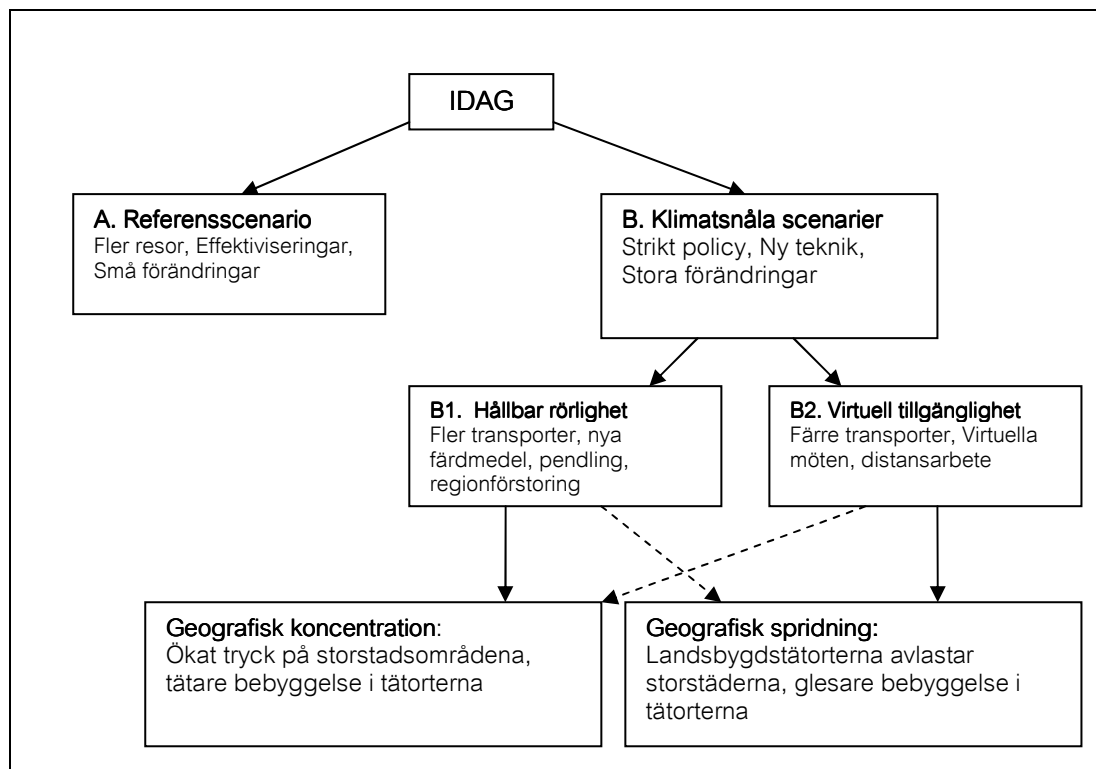 IDAG
A. Referensscenario
Fler resor, Effektiviseringar,
Små förändringar
B. Klimatsnåla scenarier
Strikt policy, Ny teknik,
Stora förändringar
B1. Hållbar rörlighet
Fler transporter, nya
färdmedel, pendling,
regionförstoring
B2. Virtuell tillgänglighet
Färre transporter, Virtuella
möten, distansarbete
Geografisk koncentration:
Ökat tryck på storstadsområdena,
tätare bebyggelse i tätorterna
Geografisk spridning:
Landsbygdstätorterna avlastar
storstäderna, glesare bebyggelse i
tätorterna